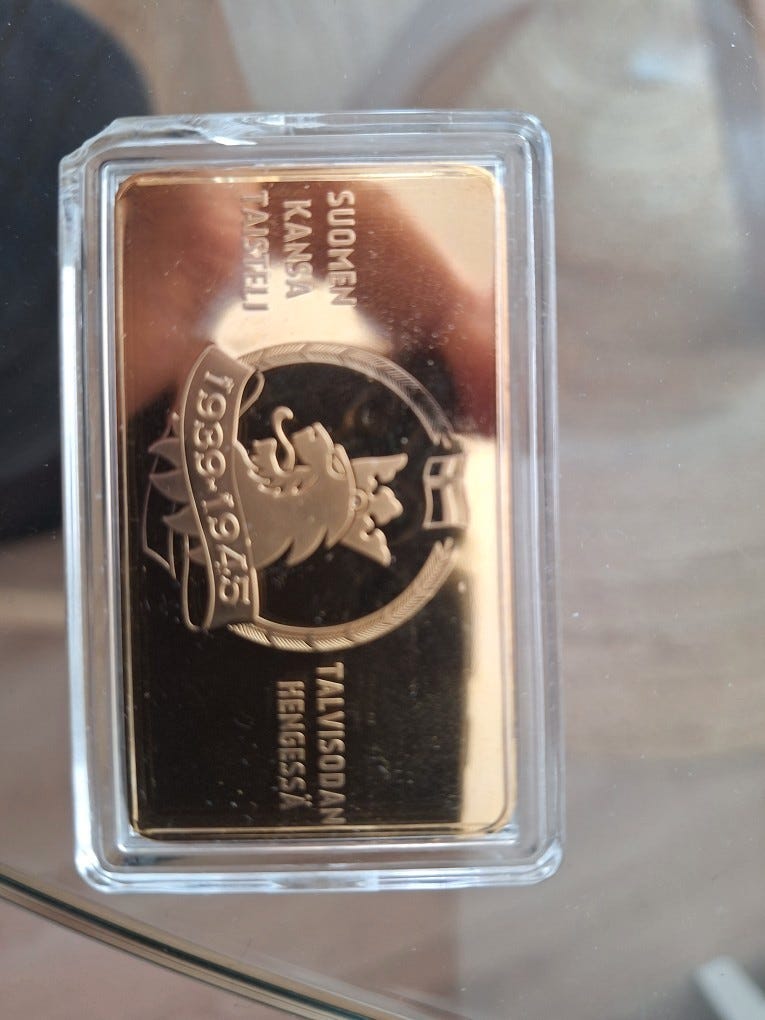 SUOMEN
KANSA
TAISTELI
1939-1945
TALVISODAN
HENGESSÄ